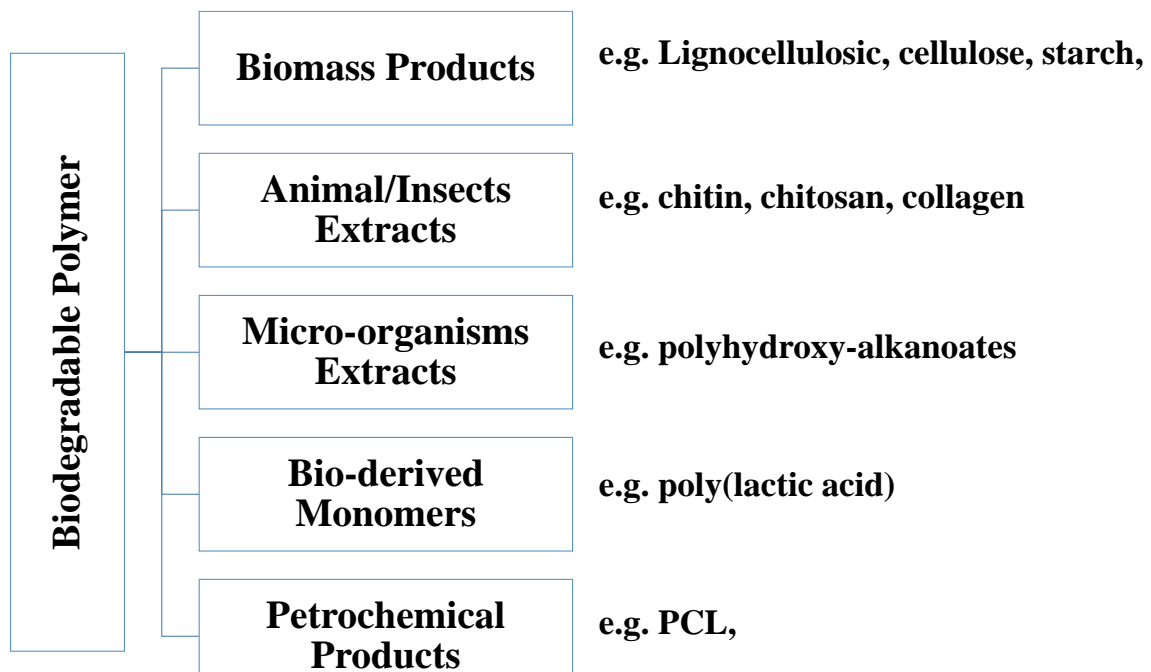 Biodegradable Polymer
Biomass Products
e.g. Lignocellulosic, cellulose, starch,
Animal/Insects
Extracts
e.g. chitin, chitosan, collagen
Micro-organisms
Extracts
e.g. polyhydroxy-alkanoates
Bio-derived
Monomers
e.g. poly(lactic acid)
Petrochemical
Products
e.g. PCL,